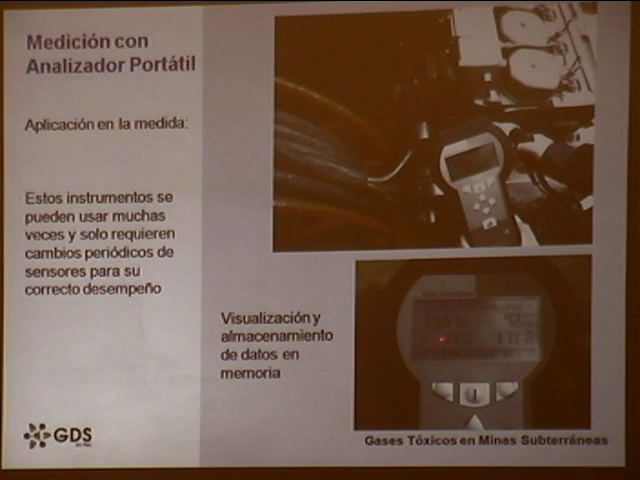 Medición con
Analizador Portátil
Aplicación en la medida:
Estos instrumentos se
pueden usar muchas
veces y solo requieren
cambios periódicos de
sensores para su
correcto desempeño
Visualización y
almacenamiento
de datos en
memoria
GDS
Gases Tóxicos en Minas Subterráneas